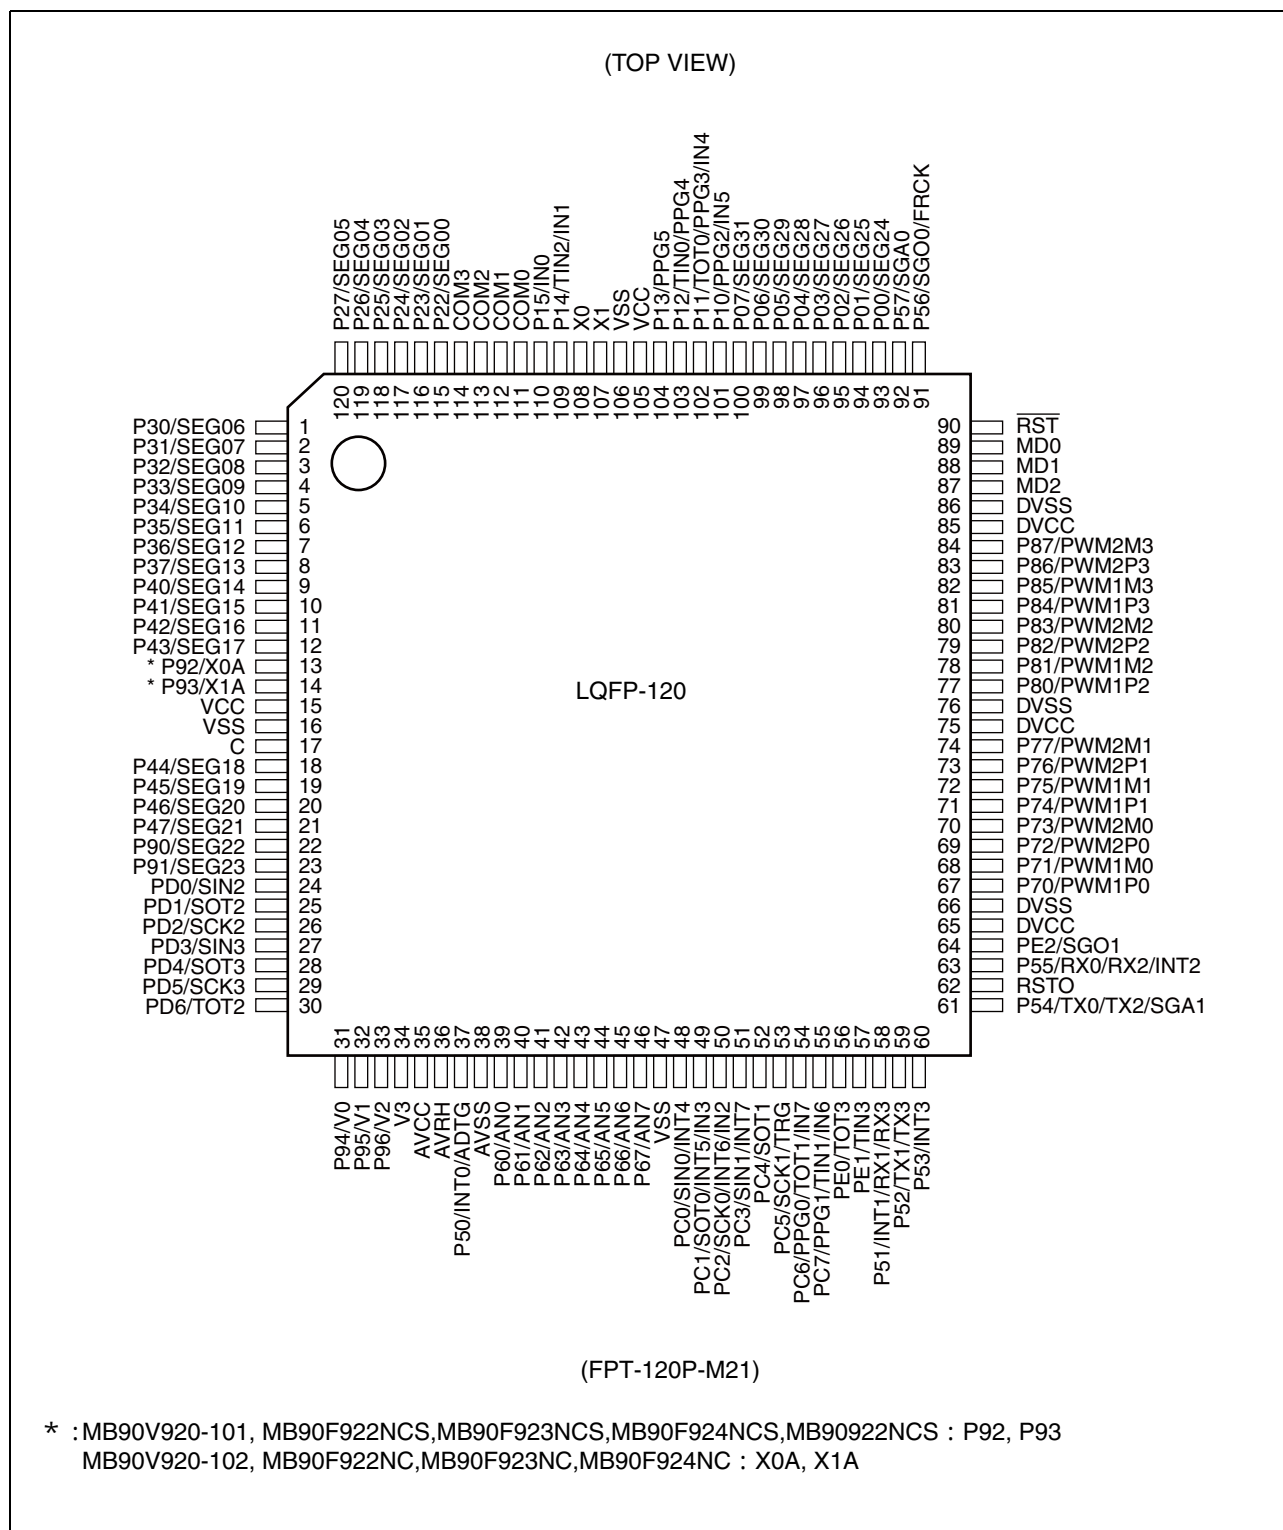 (TOP VIEW)
P27/SEG05
P26/SEG04
P25/SEG03
P24/SEG02
P23/SEG01
P22/SEG00
COM3
COM2
COM1
COM0
P15/IN0
P14/TIN2/IN1
X0
X1
VSS
VCC
P13/PPG5
P12/TIN0/PPG4
P11/TOT0/PPG3/IN4
P10/PPG2/IN5
P07/SEG31
P06/SEG30
P05/SEG29
P04/SEG28
P03/SEG27
P02/SEG26
P01/SEG25
P00/SEG24
P57/SGA0
P56/SGO0/FRCK
120
119
118
117
116
115
114
113
112
111
110
109
108
107
106
105
104
103
102
101
100
99
98
97
96
95
94
93
92
91
P30/SEG06 1
P31/SEG07 2
P32/SEG08 3
P33/SEG09 4
P34/SEG10 5
P35/SEG11 6
P36/SEG12 7
P37/SEG13 8
P40/SEG14 9
P41/SEG15 10
P42/SEG16 11
P43/SEG17 12
* P92/X0A 13
* P93/X1A 14
VCC 15
VSS 16
C 17
P44/SEG18 18
P45/SEG19 19
P46/SEG20 20
P47/SEG21 21
P90/SEG22 22
P91/SEG23 23
PD0/SIN2 24
PD1/SOT2 25
PD2/SCK2 26
PD3/SIN3 27
PD4/SOT3 28
PD5/SCK3 29
PD6/TOT2 30
LQFP-120
90 RST
89 MD0
88 MD1
87 MD2
86 DVSS
85 DVCC
84 P87/PWM2M3
83 P86/PWM2P3
82 P85/PWM1M3
81 P84/PWM1P3
80 P83/PWM2M2
79 P82/PWM2P2
78 P81/PWM1M2
77 P80/PWM1P2
76 DVSS
75 DVCC
74 P77/PWM2M1
73 P76/PWM2P1
72 P75/PWM1M1
71 P74/PWM1P1
70 P73/PWM2M0
69 P72/PWM2P0
68 P71/PWM1M0
67 P70/PWM1P0
66 DVSS
65 DVCC
64 PE2/SGO1
63 P55/RX0/RX2/INT2
62 RSTO
61 P54/TX0/TX2/SGA1
31
32
33
34
35
36
37
38
39
40
41
42
43
44
45
46
47
48
49
50
51
52
53
54
55
56
57
58
59
60
P94/V0
P95/V1
P96/V2
V3
AVCC
AVRH
P50/INT0/ADTG
AVSS
P60/AN0
P61/AN1
P62/AN2
P63/AN3
P64/AN4
P65/AN5
P66/AN6
P67/AN7
VSS
PC0/SIN0/INT4
PC1/SOT0/INT5/IN3
PC2/SCK0/INT6/IN2
PC3/SIN1/INT7
PC4/SOT1
PC5/SCK1/TRG
PC6/PPG0/TOT1/IN7
PC7/PPG1/TIN1/IN6
PE0/TOT3
PE1/TIN3
P51/INT1/RX1/RX3
P52/TX1/TX3
P53/INT3
(FPT-120P-M21)
* :MB90V920-101, MB90F922NCS,MB90F923NCS,MB90F924NCS,MB90922NCS : P92, P93
MB90V920-102, MB90F922NC,MB90F923NC,MB90F924NC : X0A, X1A